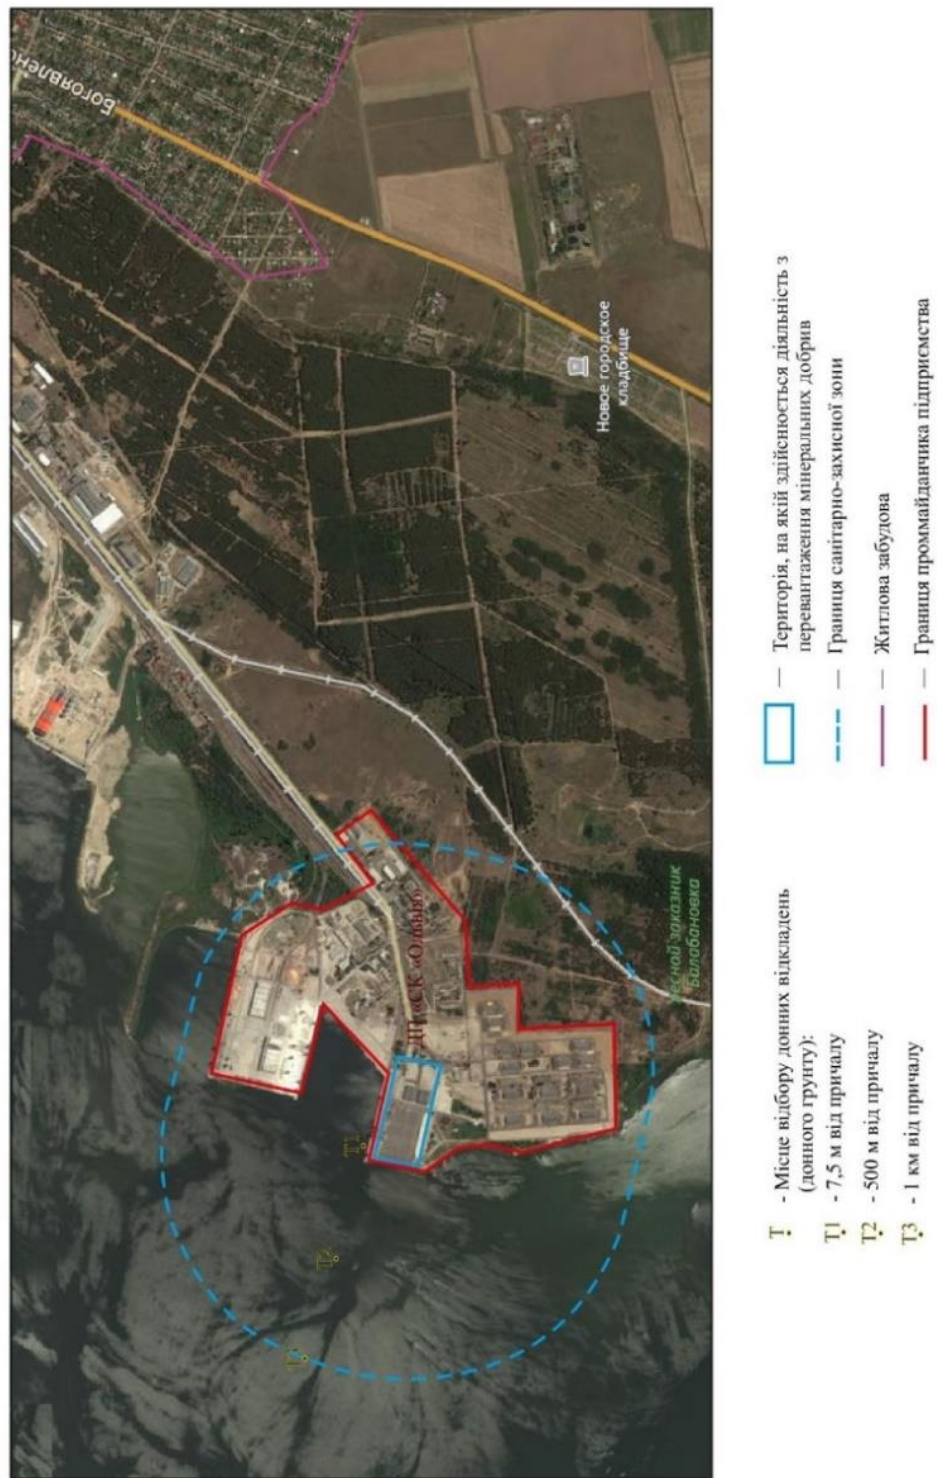 Богоявленс
Новое городское
кладбище
ДП «СК «Ольвия»
Лесной заказник
Балабановка
Т1
Т2
Т3
Т - Місце відбору донних відкладень
(донного грунту):
Т1 - 7,5 м від причалу
Т2 - 500 м від причалу
Т3 - 1 км від причалу
— Територія, на якій здійснюється діяльність з
перевантаження мінеральних добрив
— Границя санітарно-захисної зони
— Житлова забудова
— Границя проммайданчика підприємства